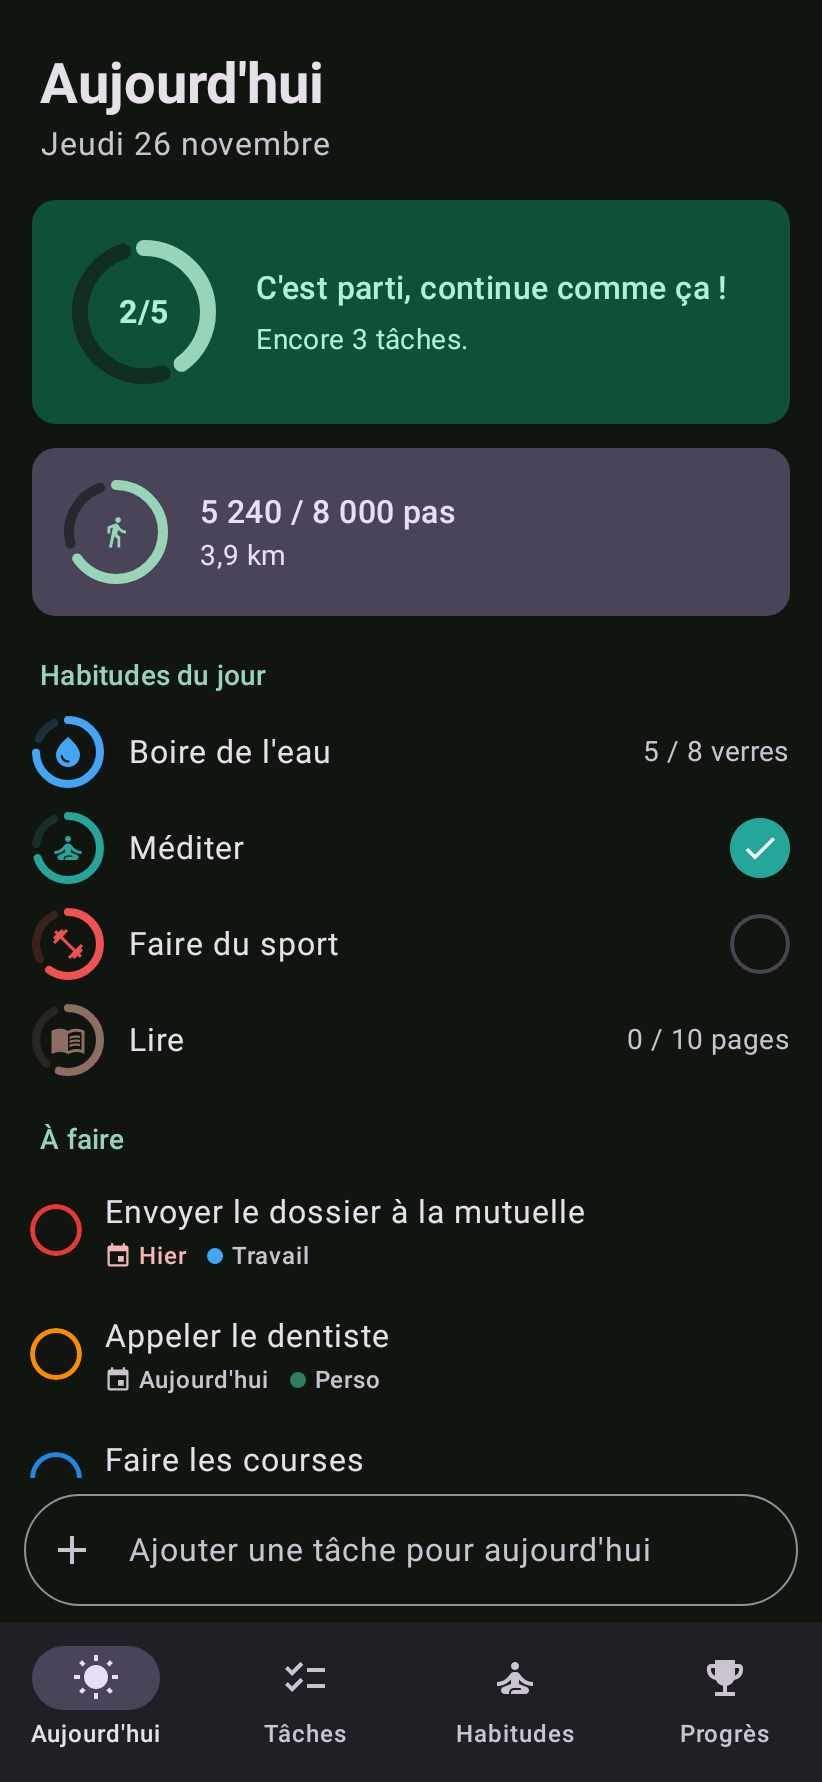 Aujourd'hui
Jeudi 26 novembre
2/5
C'est parti, continue comme ça !
Encore 3 tâches.
5 240 / 8 000 pas
3,9 km
Habitudes du jour
Boire de l'eau
5 / 8 verres
Méditer
Faire du sport
Lire
0 / 10 pages
À faire
Envoyer le dossier à la mutuelle
Hier Travail
Appeler le dentiste
Aujourd'hui Perso
Faire les courses
Ajouter une tâche pour aujourd'hui
Aujourd'hui Tâches Habitudes Progrès